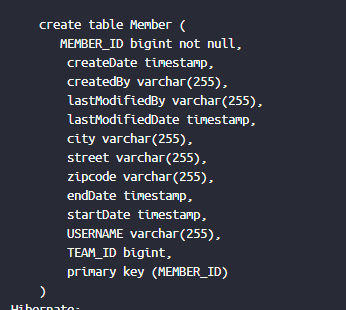 create table Member (
MEMBER_ID bigint not null,
createDate timestamp,
createdBy varchar(255),
lastModifiedBy varchar(255),
lastModifiedDate timestamp,
city varchar(255),
street varchar(255),
zipcode varchar(255),
endDate timestamp,
startDate timestamp,
USERNAME varchar(255),
TEAM_ID bigint,
primary key (MEMBER_ID)
)
Hibernate: